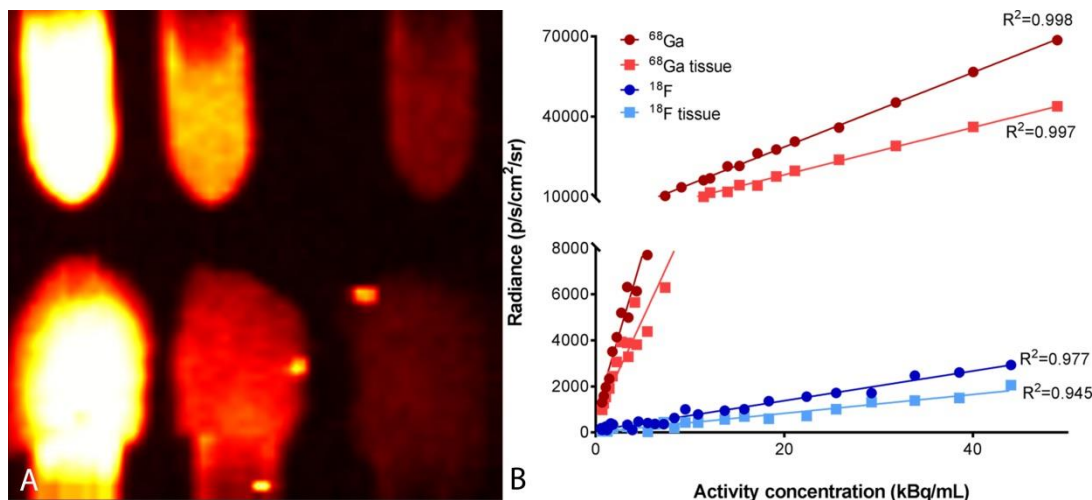 A
B
Radiance (p/s/cm²/sr)
70000
40000
10000
8000
6000
4000
2000
0
⁶⁸Ga
⁶⁸Ga tissue
¹⁸F
¹⁸F tissue
R²=0.998
R²=0.997
R²=0.977
R²=0.945
0
20
40
Activity concentration (kBq/mL)